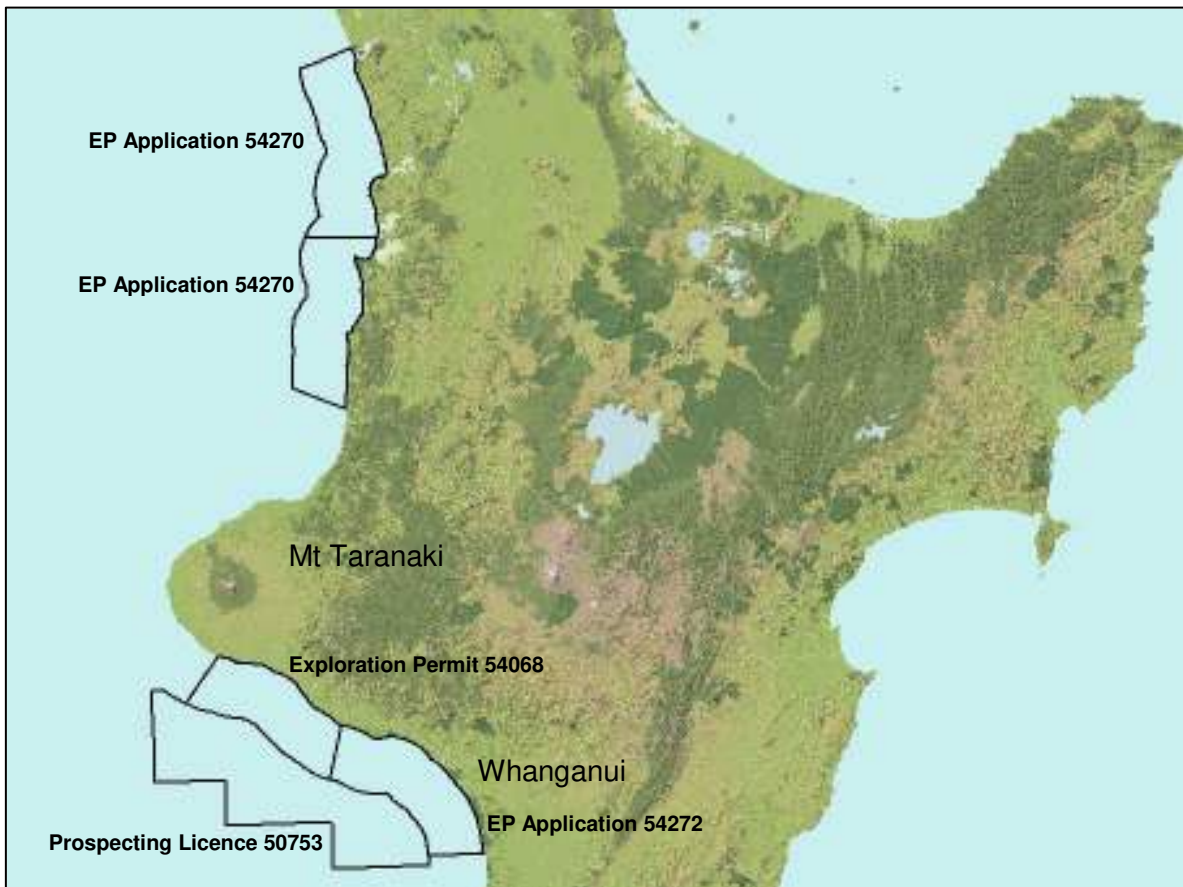 EP Application 54270
EP Application 54270
Mt Taranaki
Exploration Permit 54068
Whanganui
EP Application 54272
Prospecting Licence 50753